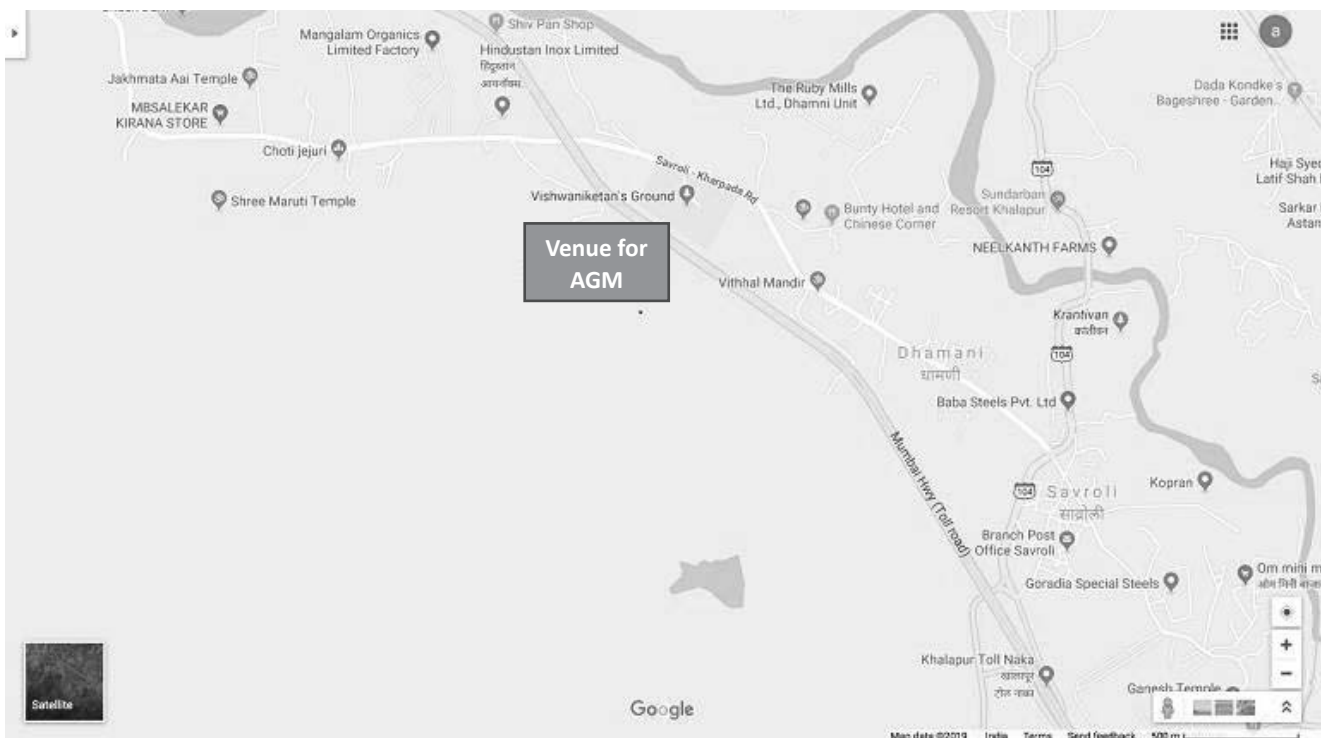 Shiv Pan Shop
Mangalam Organics
Limited Factory
Hindustan Inox Limited
हिंदुस्तान
आयनॉक्स
Jakhmata Aai Temple
The Ruby Mills
Ltd., Dhamni Unit
Dada Kondke's
Bageshree - Garden...
a
MBSALEKAR
KIRANA STORE
Choti jejuri
Savroli - Kharpada Rd
104
Haji Syed
Latif Shah
Shree Maruti Temple
Vishwaniketan's Ground
Bunty Hotel and
Chinese Corner
Sundarban
Resort Khalapur
Sarkar
Astan
Venue for
AGM
NEELKANTH FARMS
Vithhal Mandir
Krantivan
क्रांतीवन
Dhamani
धामणी
104
Baba Steels Pvt. Ltd
Mumbai Hwy (Toll road)
Kopran
104
Savroli
साव्रोली
Branch Post
Office Savroli
Goradia Special Steels
Om mini m
Khalapur Toll Naka
खालापूर
टोल नाका
Ganesh Temple
Satellite
Google
Map data ©2019 India Terms Send feedback 500 m